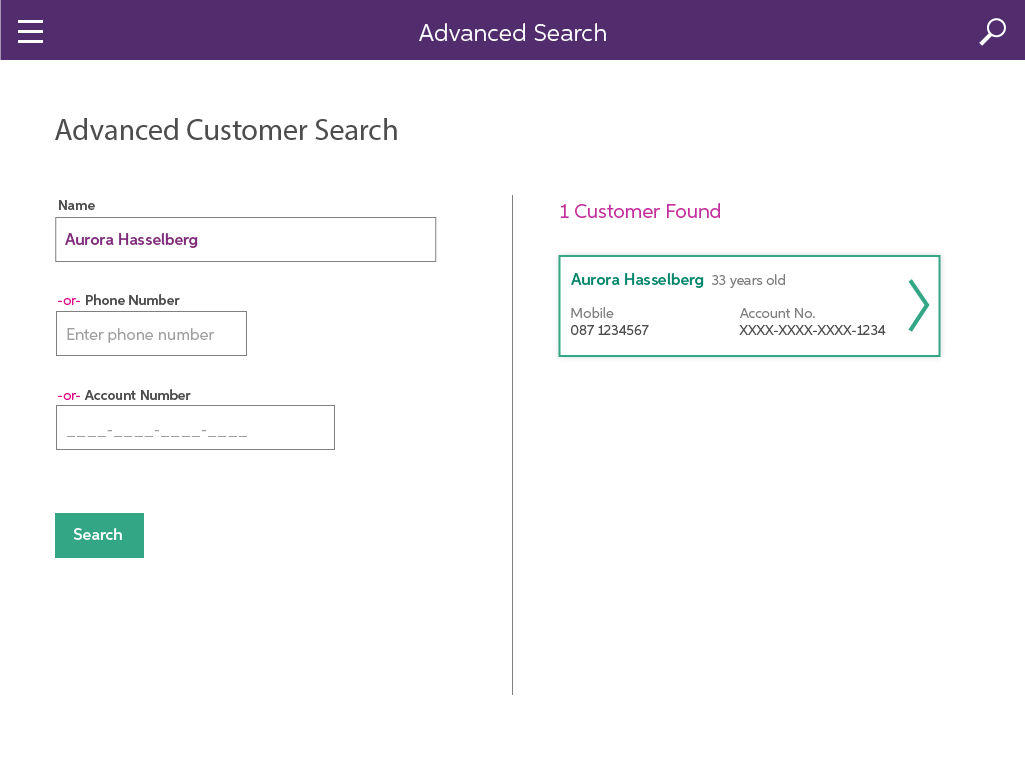 Advanced Search
Advanced Customer Search
Name
Aurora Hasselberg
-or- Phone Number
Enter phone number
-or- Account Number
____-____-____-____
Search
1 Customer Found
Aurora Hasselberg 33 years old
Mobile Account No.
087 1234567 XXXX-XXXX-XXXX-1234